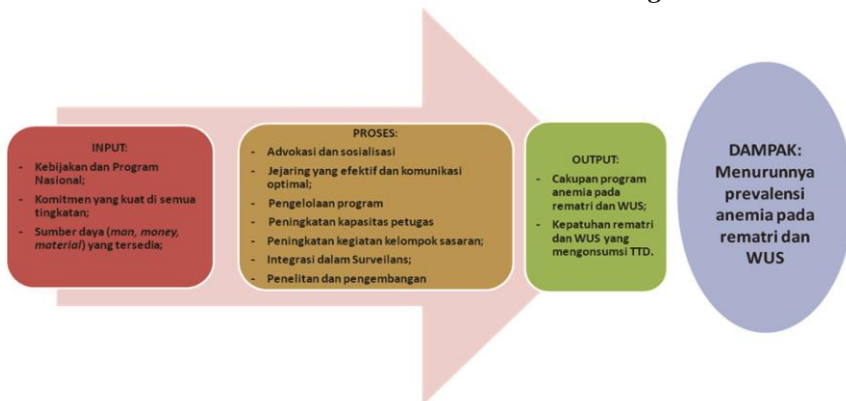 INPUT:
- Kebijakan dan Program
Nasional;
- Komitmen yang kuat di semua
tingkatan;
- Sumber daya (man, money,
material) yang tersedia;
PROSES:
- Advokasi dan sosialisasi
- Jejaring yang efektif dan komunikasi
optimal;
- Pengelolaan program
- Peningkatan kapasitas petugas
- Peningkatan kegiatan kelompok sasaran;
- Integrasi dalam Surveilans;
- Penelitan dan pengembangan
OUTPUT:
- Cakupan program
anemia pada
rematri dan WUS;
- Kepatuhan rematri
dan WUS yang
mengonsumsi TTD.
DAMPAK:
Menurunnya
prevalensi
anemia pada
rematri dan
WUS